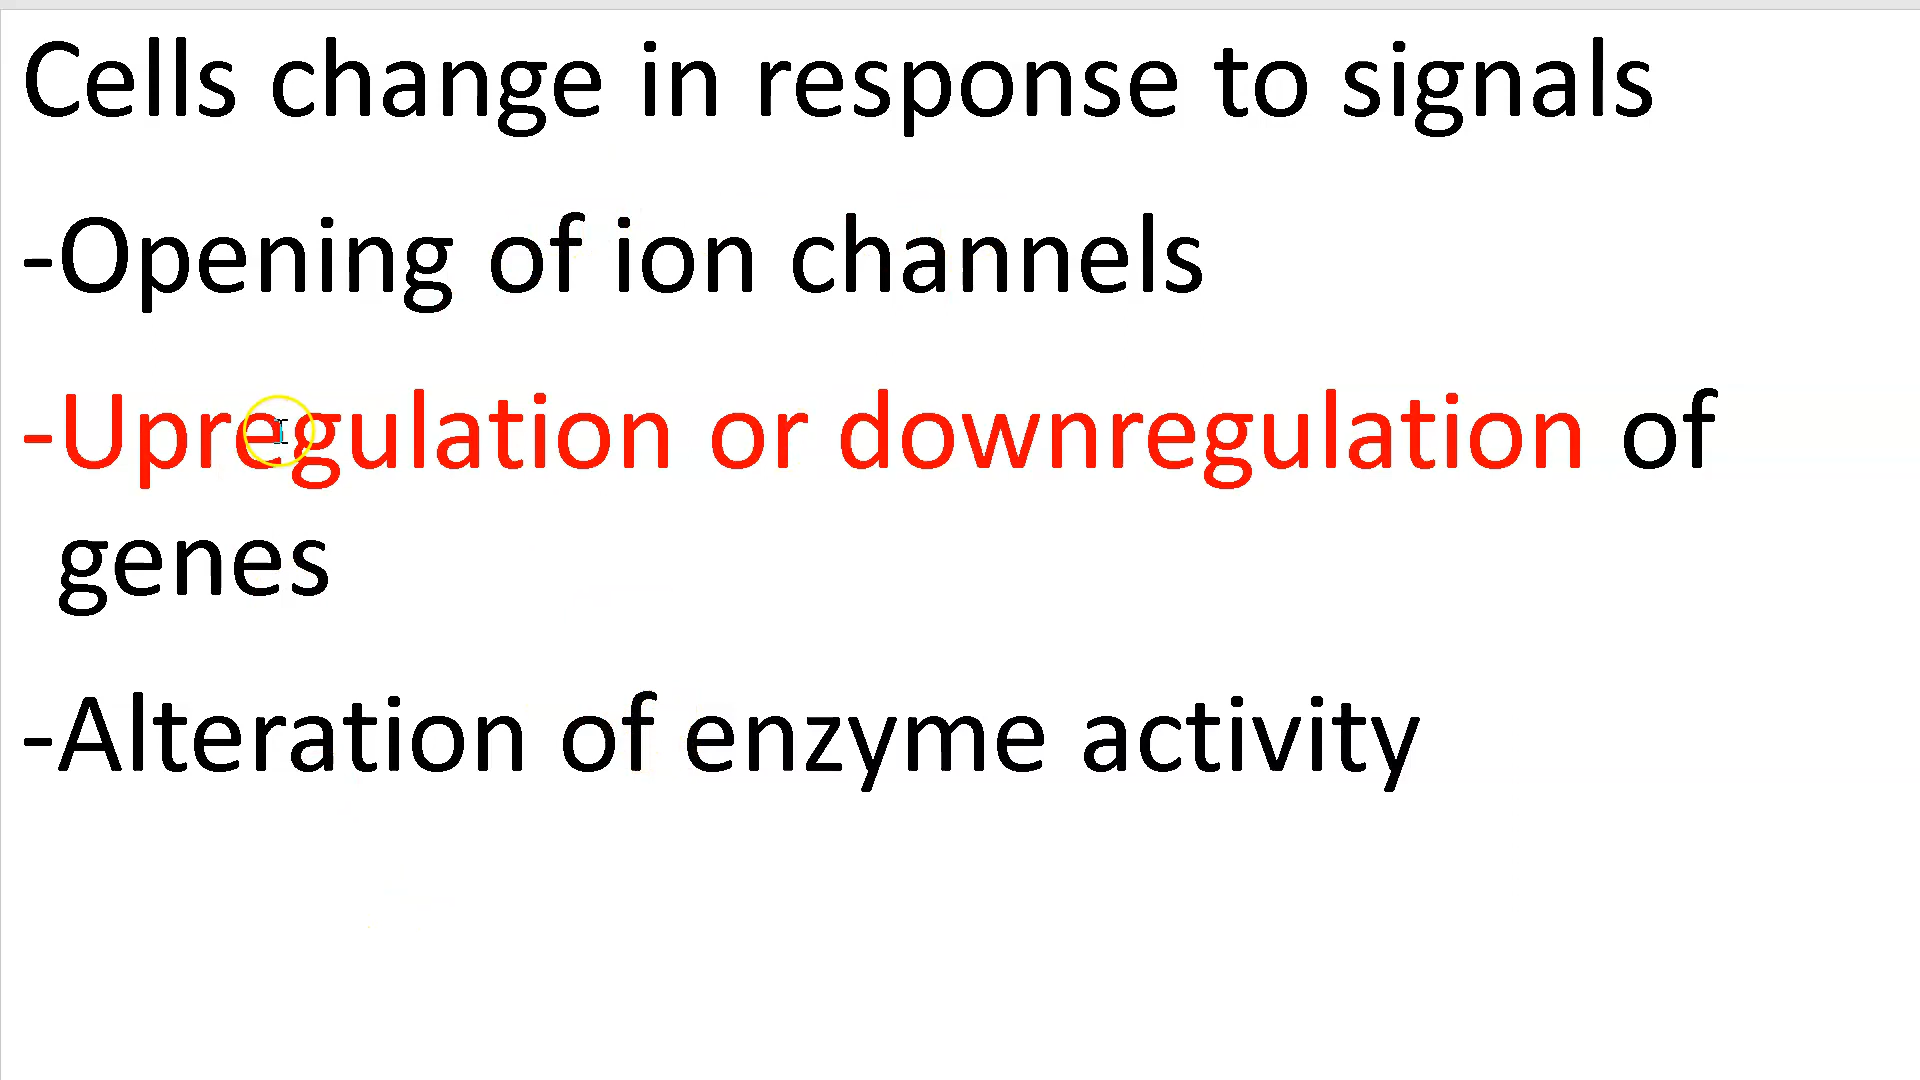 Cells change in response to signals
-Opening of ion channels
-Upregulation or downregulation of
genes
-Alteration of enzyme activity